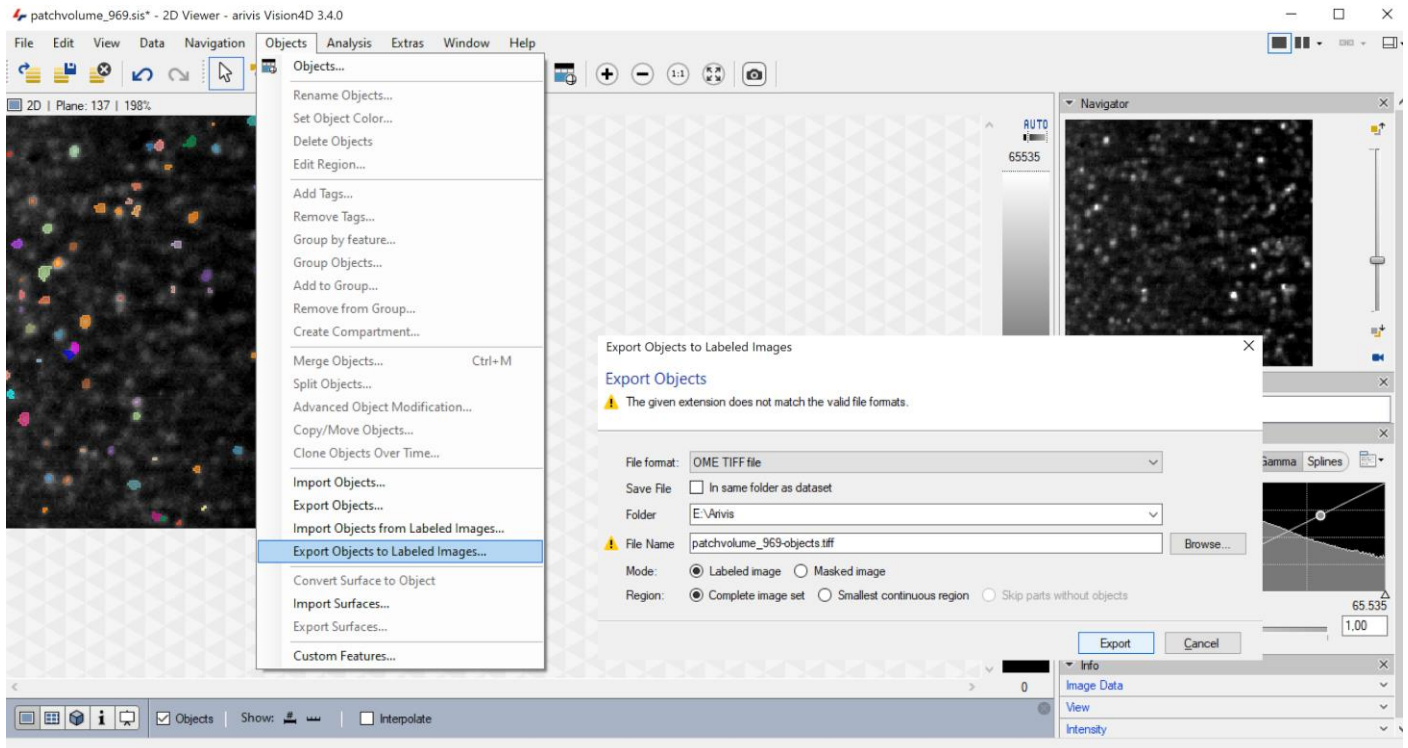 patchvolume_969.sis* - 2D Viewer - arivis Vision4D 3.4.0
File Edit View Data Navigation Objects Analysis Extras Window Help
1:1
2D | Plane: 137 | 198%
Objects...
Rename Objects...
Set Object Color...
Delete Objects
Edit Region...
Add Tags...
Remove Tags...
Group by feature...
Group Objects...
Add to Group...
Remove from Group...
Create Compartment...
Merge Objects... Ctrl+M
Split Objects...
Advanced Object Modification...
Copy/Move Objects...
Clone Objects Over Time...
Import Objects...
Export Objects...
Import Objects from Labeled Images...
Export Objects to Labeled Images...
Convert Surface to Object
Import Surfaces...
Export Surfaces...
Custom Features...
AUTO
65535
0
Navigator
Export Objects to Labeled Images
Export Objects
The given extension does not match the valid file formats.
File format: OME TIFF file
Save File In same folder as dataset
Folder E:\Arivis
File Name patchvolume_969-objects.tiff Browse...
Mode: Labeled image Masked image
Region: Complete image set Smallest continuous region Skip parts without objects
Export Cancel
Gamma Splines
65.535
1,00
Info
Image Data
View
Intensity
Objects Show: Interpolate